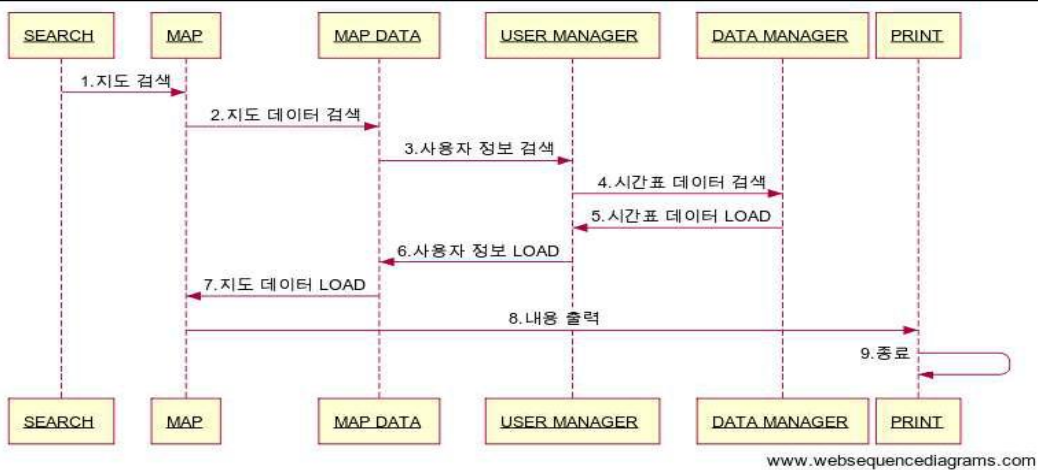 SEARCH
MAP
MAP DATA
USER MANAGER
DATA MANAGER
PRINT
1.지도 검색
2.지도 데이터 검색
3.사용자 정보 검색
4.시간표 데이터 검색
5.시간표 데이터 LOAD
6.사용자 정보 LOAD
7.지도 데이터 LOAD
8.내용 출력
9.종료
SEARCH
MAP
MAP DATA
USER MANAGER
DATA MANAGER
PRINT
www.websequencediagrams.com